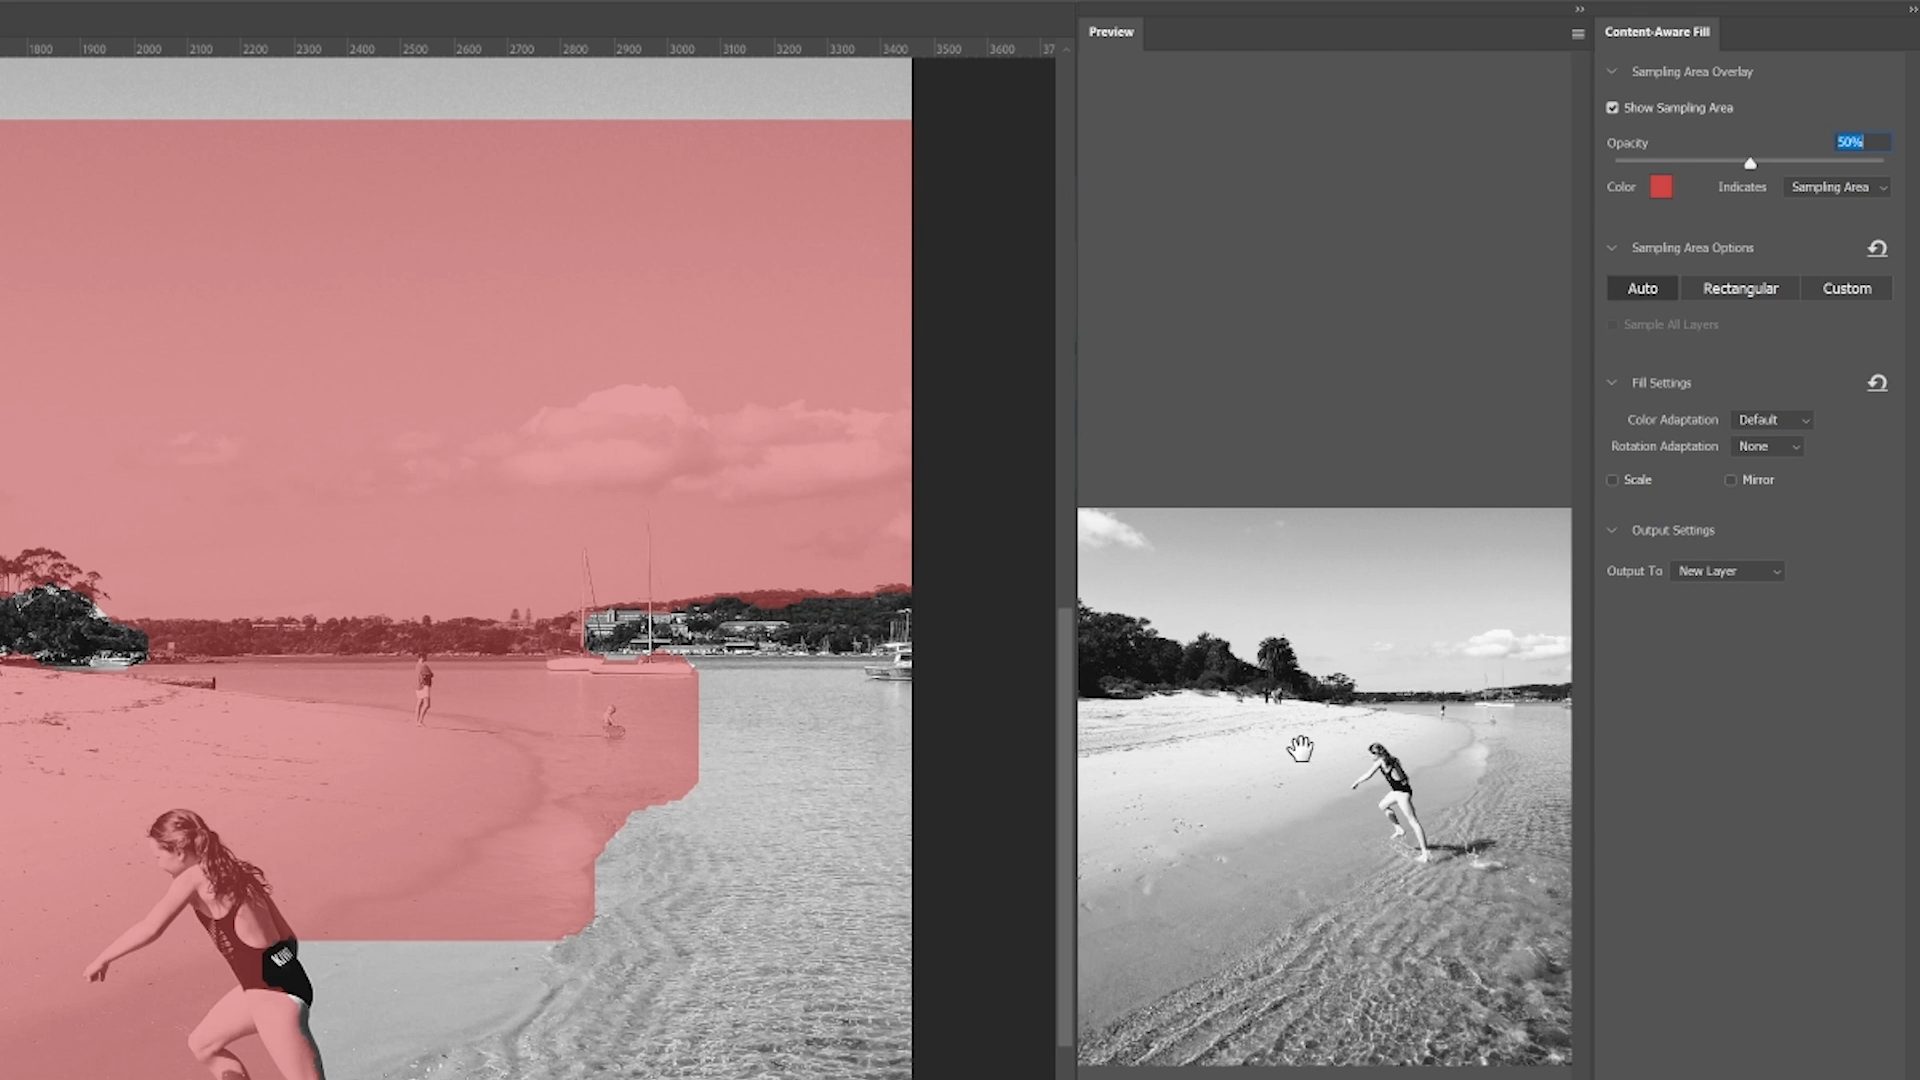 1800 1900 2000 2100 2200 2300 2400 2500 2600 2700 2800 2900 3000 3100 3200 3300 3400 3500 3600 37
Preview
Content-Aware Fill
Sampling Area Overlay
Show Sampling Area
Opacity 50%
Color Indicates Sampling Area
Sampling Area Options
Auto Rectangular Custom
Sample All Layers
Fill Settings
Color Adaptation Default
Rotation Adaptation None
Scale Mirror
Output Settings
Output To New Layer